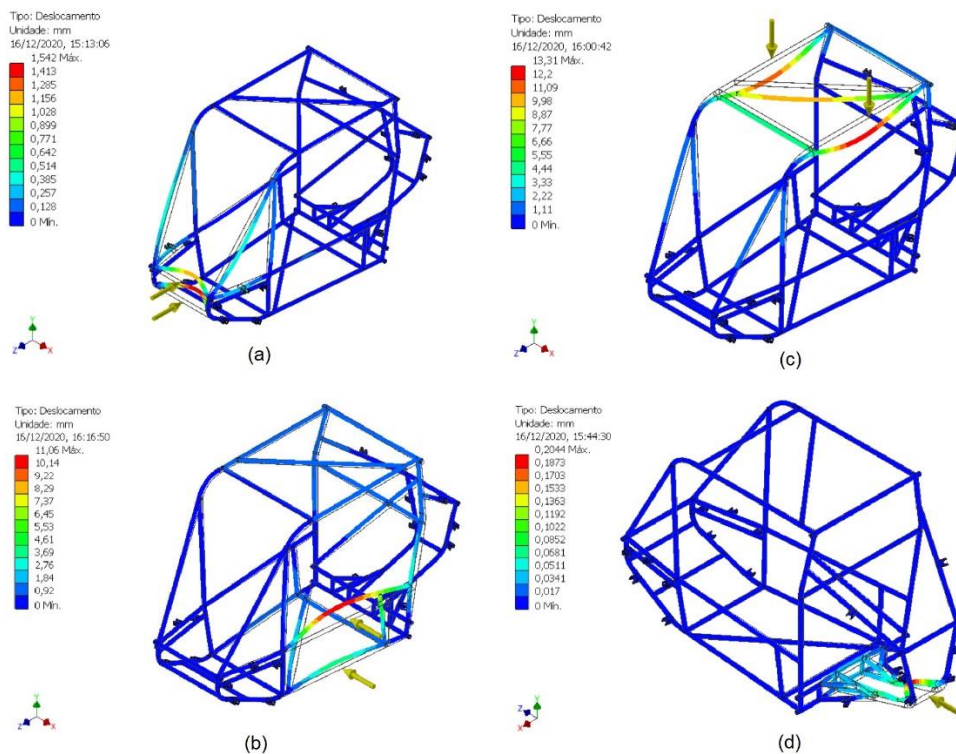 Tipo: Deslocamento
Unidade: mm
16/12/2020, 15:13:06
1,542 Máx.
1,413
1,285
1,156
1,028
0,899
0,771
0,642
0,514
0,385
0,257
0,128
0 Mín.
Y
Z
X
(a)
Tipo: Deslocamento
Unidade: mm
16/12/2020, 16:00:42
13,31 Máx.
12,2
11,09
9,98
8,87
7,77
6,66
5,55
4,44
3,33
2,22
1,11
0 Mín.
Y
Z
X
(c)
Tipo: Deslocamento
Unidade: mm
16/12/2020, 16:16:50
11,06 Máx.
10,14
9,22
8,29
7,37
6,45
5,53
4,61
3,69
2,76
1,84
0,92
0 Mín.
Y
Z
X
(b)
Tipo: Deslocamento
Unidade: mm
16/12/2020, 15:44:30
0,2044 Máx.
0,1873
0,1703
0,1533
0,1363
0,1192
0,1022
0,0852
0,0681
0,0511
0,0341
0,017
0 Mín.
Y
Z
X
(d)